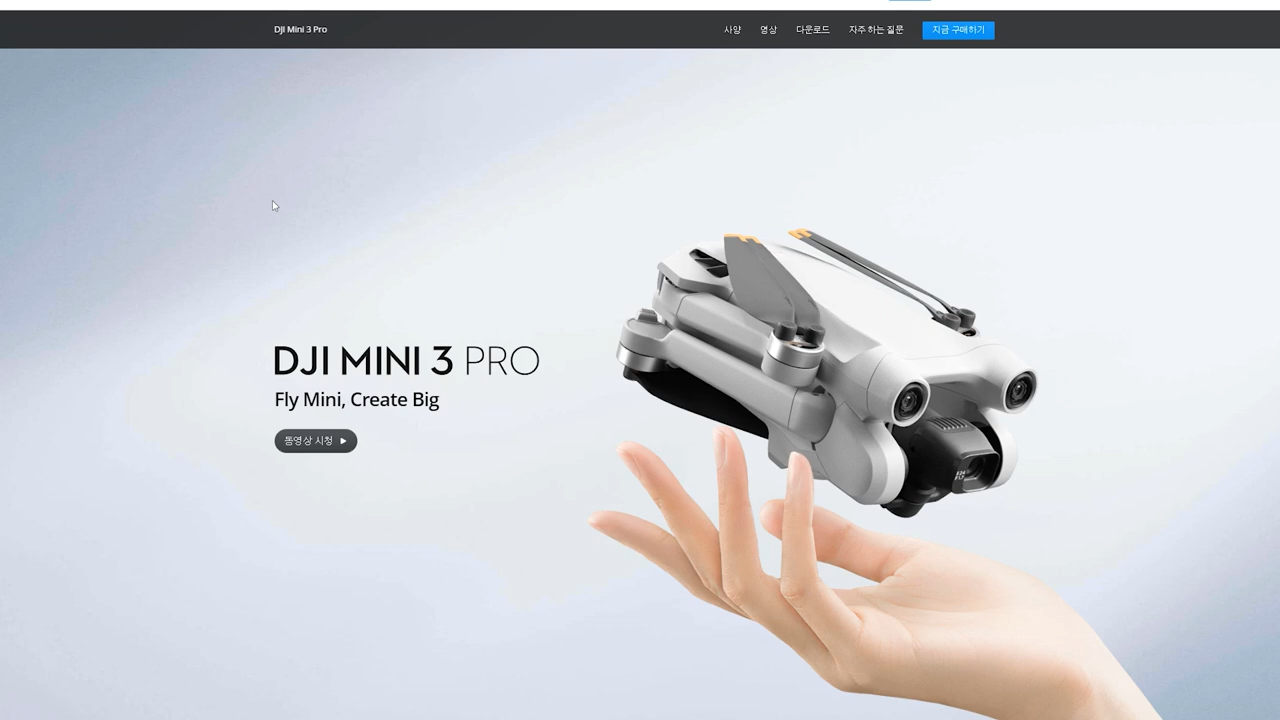 DJI Mini 3 Pro
사양
영상
다운로드
자주 하는 질문
지금 구매하기
DJI MINI 3 PRO
Fly Mini, Create Big
동영상 시청